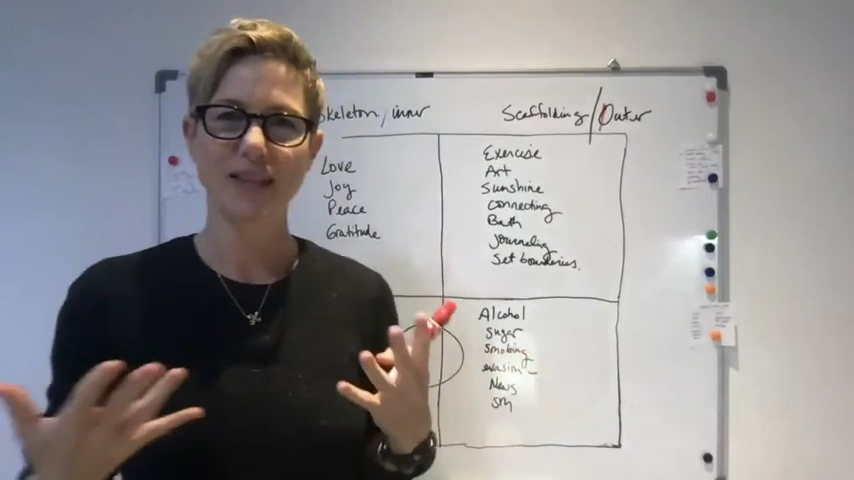 Skeleton/inner
Scaffolding/Outer
Love
Joy
Peace
Gratitude
Exercise
Art
Sunshine
Connecting
Bath
Journaling
Set boundaries.
Alcohol
Sugar
Smoking
evasion
News